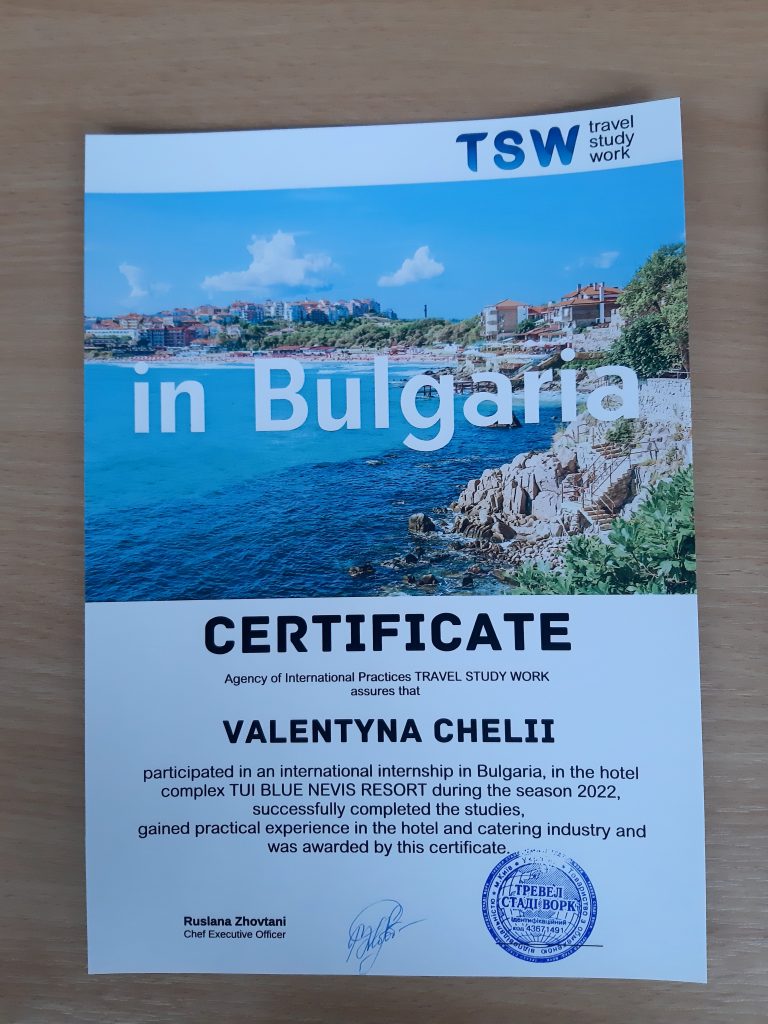 TSW
travel
study
work
in Bulgaria
CERTIFICATE
Agency of International Practices TRAVEL STUDY WORK
assures that
VALENTYNA CHELII
participated in an international internship in Bulgaria, in the hotel
complex TUI BLUE NEVIS RESORT during the season 2022,
successfully completed the studies,
gained practical experience in the hotel and catering industry and
was awarded by this certificate.
Ruslana Zhovtani
Chef Executive Officer
ТРЕВЕЛ
СТАДІ ВОРК
Ідентифікаційний
код 43671491